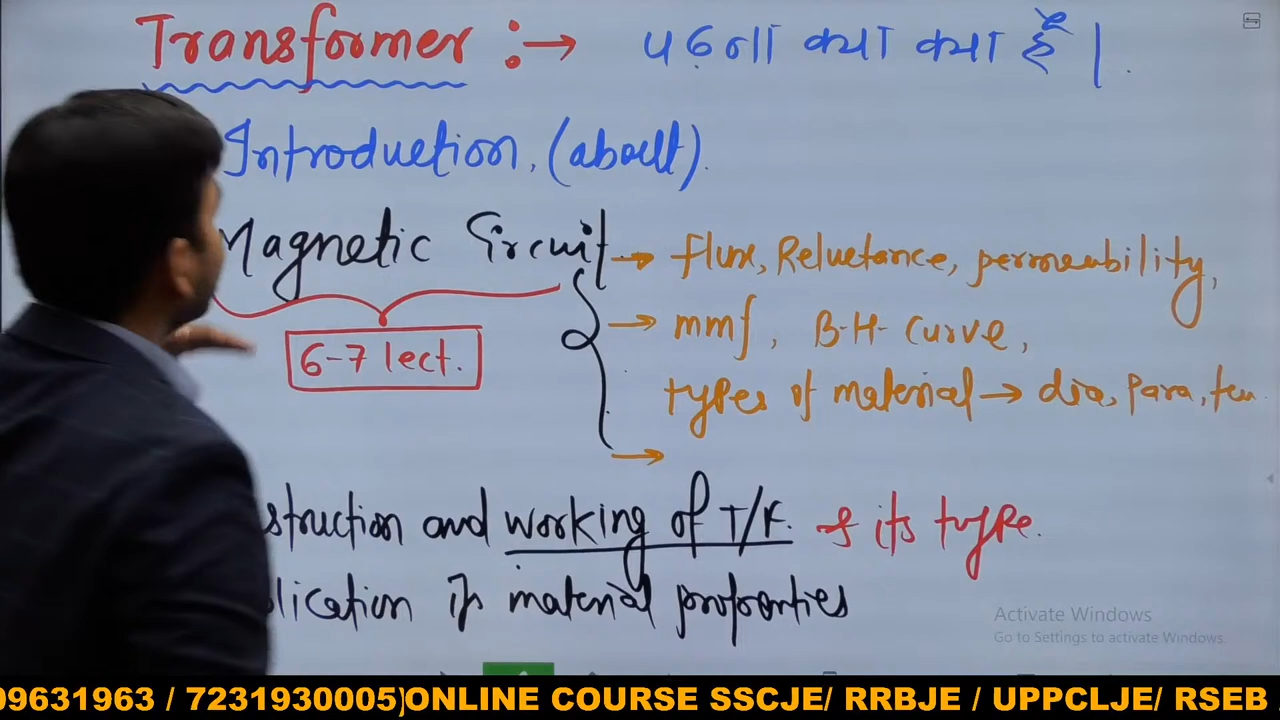 Transformer :→ पढना क्या क्या है |
Introduction, (about).
Magnetic Circuit → flux, Reluctance, permeability,
→ mmf, B-H- Curve,
6-7 lect.
types of material → dia, para,
struction and working of T/F. & its type.
lication in material properties
Activate Windows
Go to Settings to activate Windows.
09631963 / 7231930005)ONLINE COURSE SSCJE/ RRBJE / UPPCLJE/ RSEB